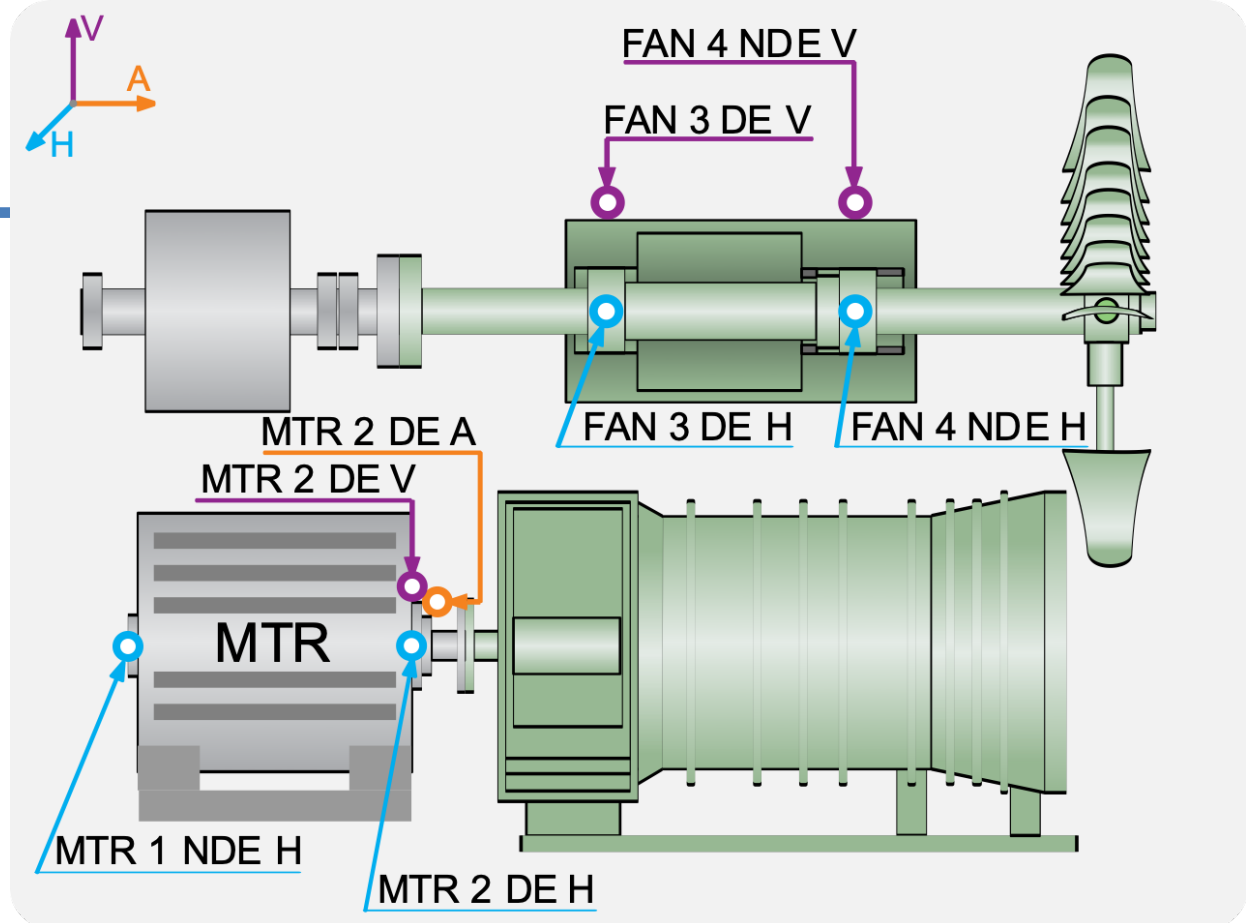 V
A
H
FAN 4 NDE V
FAN 3 DE V
FAN 3 DE H
FAN 4 NDE H
MTR 2 DE A
MTR 2 DE V
MTR
MTR 1 NDE H
MTR 2 DE H